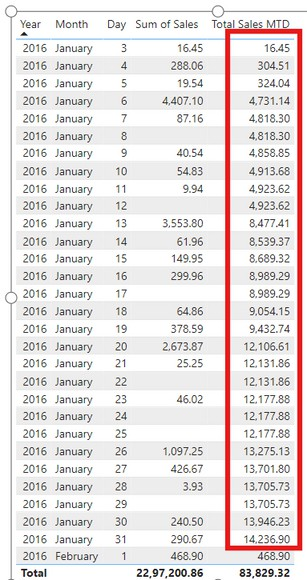 Year Month Day Sum of Sales Total Sales MTD
2016 January 3 16.45 16.45
2016 January 4 288.06 304.51
2016 January 5 19.54 324.04
2016 January 6 4,407.10 4,731.14
2016 January 7 87.16 4,818.30
2016 January 8 4,818.30
2016 January 9 40.54 4,858.85
2016 January 10 54.83 4,913.68
2016 January 11 9.94 4,923.62
2016 January 12 4,923.62
2016 January 13 3,553.80 8,477.41
2016 January 14 61.96 8,539.37
2016 January 15 149.95 8,689.32
2016 January 16 299.96 8,989.29
2016 January 17 8,989.29
2016 January 18 64.86 9,054.15
2016 January 19 378.59 9,432.74
2016 January 20 2,673.87 12,106.61
2016 January 21 25.25 12,131.86
2016 January 22 12,131.86
2016 January 23 46.02 12,177.88
2016 January 24 12,177.88
2016 January 25 12,177.88
2016 January 26 1,097.25 13,275.13
2016 January 27 426.67 13,701.80
2016 January 28 3.93 13,705.73
2016 January 29 13,705.73
2016 January 30 240.50 13,946.23
2016 January 31 290.67 14,236.90
2016 February 1 468.90 468.90
Total 22,97,200.86 83,829.32